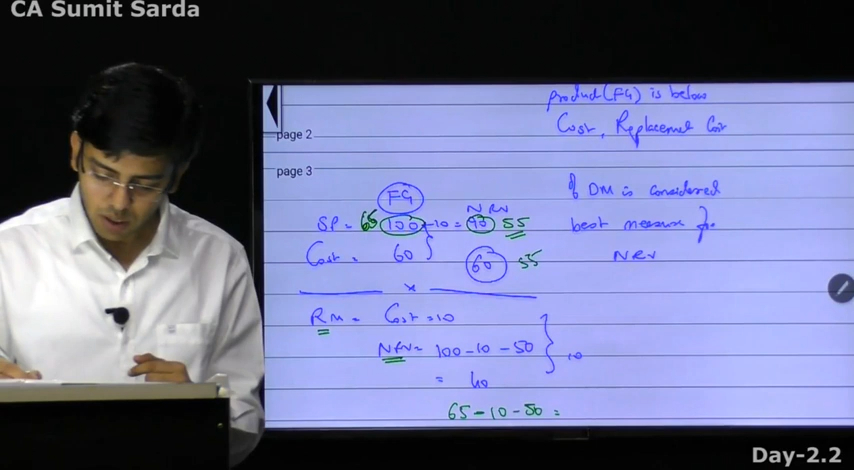 CA Sumit Sarda
product(FG) is below
Cost, Replacement Cost
page 2
page 3
of DM is considered
best measure for
NRV
FG
NRV
SP = 65 100 - 10 = 90 55
Cost = 60 60 55
x
RM = Cost = 10
NRV = 100 - 10 - 50 10
= 40
65 - 10 - 50 =
Day-2.2